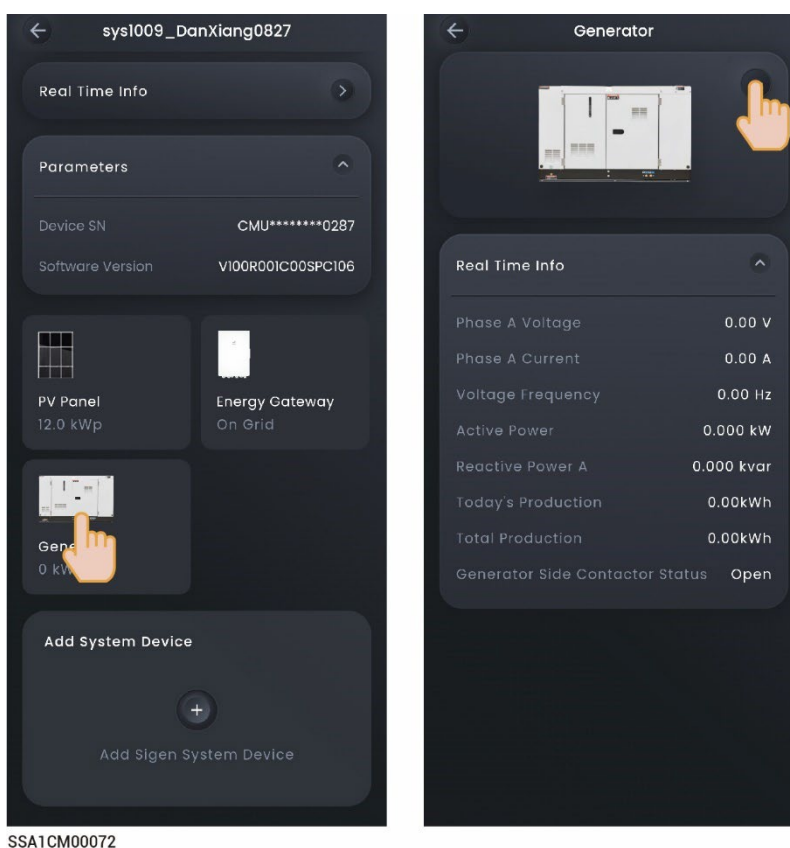 sys1009_DanXiang0827
Real Time Info
Parameters
Device SN CMU********0287
Software Version V100R001C00SPC106
PV Panel
12.0 kWp
Energy Gateway
On Grid
0
Add System Device
Add Sigen System Device
Generator
Real Time Info
Phase A Voltage 0.00 V
Phase A Current 0.00 A
Voltage Frequency 0.00 Hz
Active Power 0.000 kW
Reactive Power A 0.000 kvar
Today's Production 0.00kWh
Total Production 0.00kWh
Generator Side Contactor Status Open
SSA1CM00072